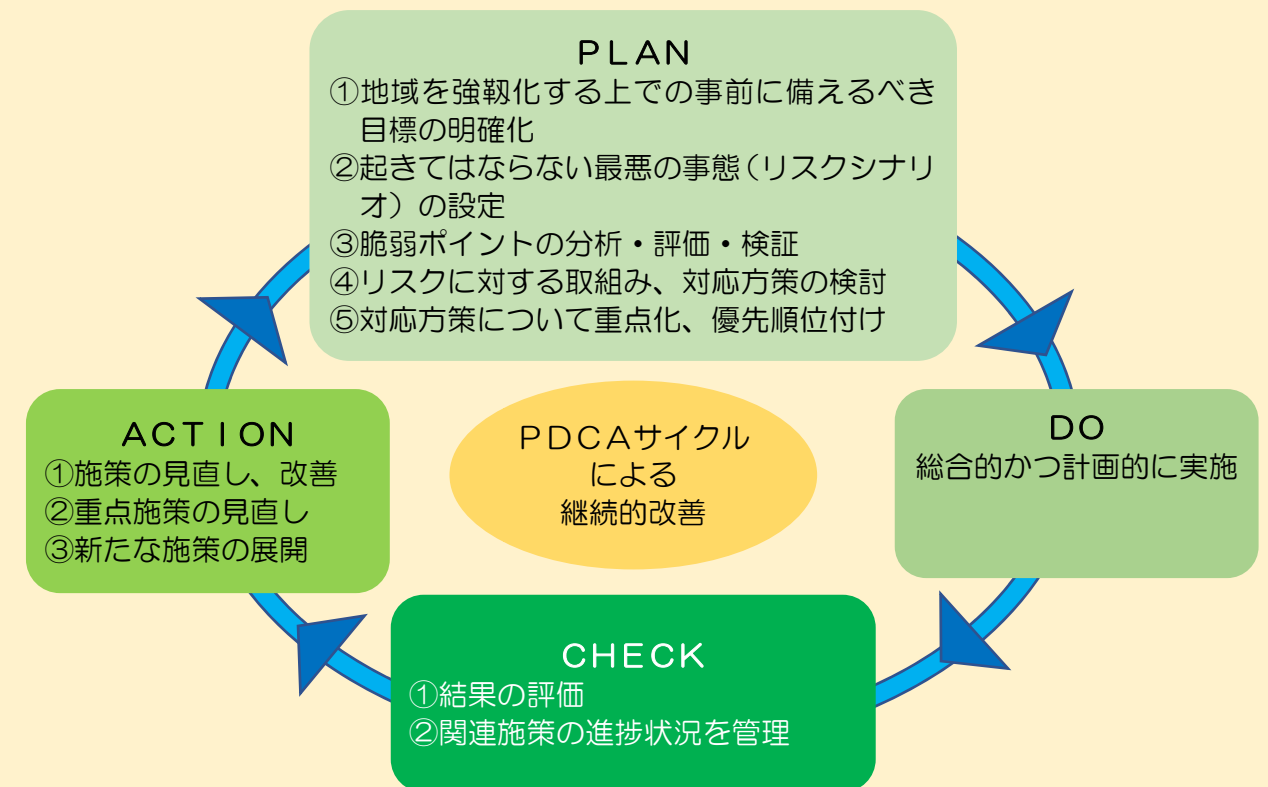 ＰＬＡＮ
①地域を強靱化する上での事前に備えるべき
目標の明確化
②起きてはならない最悪の事態（リスクシナリ
オ）の設定
③脆弱ポイントの分析・評価・検証
④リスクに対する取組み、対応方策の検討
⑤対応方策について重点化、優先順位付け
ＤＯ
総合的かつ計画的に実施
ＣＨＥＣＫ
①結果の評価
②関連施策の進捗状況を管理
ＡＣＴＩＯＮ
①施策の見直し、改善
②重点施策の見直し
③新たな施策の展開
ＰＤＣＡサイクル
による
継続的改善